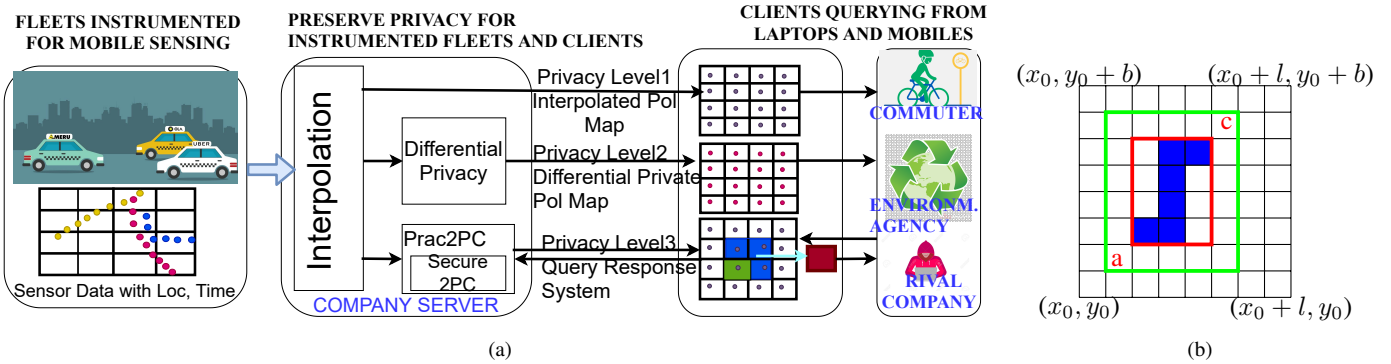 FLEETS INSTRUMENTED
FOR MOBILE SENSING
MERU
OLA
UBER
Sensor Data with Loc, Time,
PRESERVE PRIVACY FOR
INSTRUMENTED FLEETS AND CLIENTS
Interpolation
Differential
Privacy
Prac2PC
Secure
2PC
COMPANY SERVER
Privacy Level1
Interpolated Pol
Map
Privacy Level2
Differential Private
Pol Map
Privacy Level3
Query Response
System
CLIENTS QUERYING FROM
LAPTOPS AND MOBILES
COMMUTER
ENVIRONM.
AGENCY
RIVAL
COMPANY
(a)
(x₀, y₀ + b)
(x₀ + l, y₀ + b)
c
a
(x₀, y₀)
(x₀ + l, y₀)
(b)